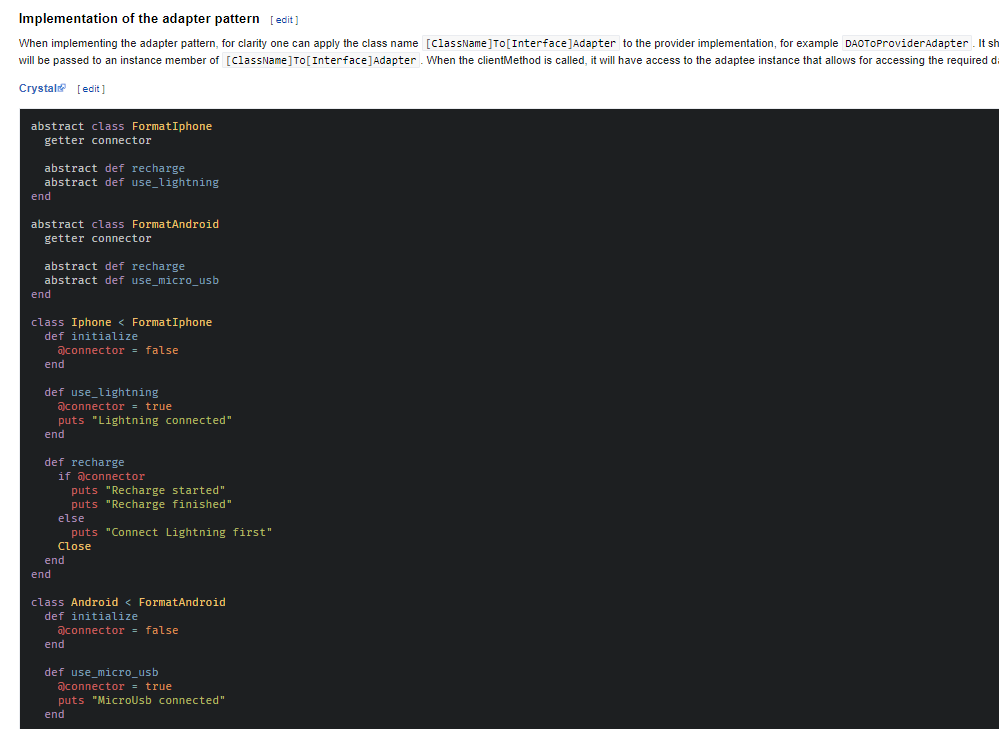 Implementation of the adapter pattern [ edit ]
When implementing the adapter pattern, for clarity one can apply the class name [ClassName]To[Interface]Adapter to the provider implementation, for example DAOToProviderAdapter . It sh
will be passed to an instance member of [ClassName]To[Interface]Adapter . When the clientMethod is called, it will have access to the adaptee instance that allows for accessing the required da
Crystal [ edit ]
abstract class FormatIphone
  getter connector

  abstract def recharge
  abstract def use_lightning
end

abstract class FormatAndroid
  getter connector

  abstract def recharge
  abstract def use_micro_usb
end

class Iphone < FormatIphone
  def initialize
    @connector = false
  end

  def use_lightning
    @connector = true
    puts "Lightning connected"
  end

  def recharge
    if @connector
      puts "Recharge started"
      puts "Recharge finished"
    else
      puts "Connect Lightning first"
    Close
  end
end

class Android < FormatAndroid
  def initialize
    @connector = false
  end

  def use_micro_usb
    @connector = true
    puts "MicroUsb connected"
  end